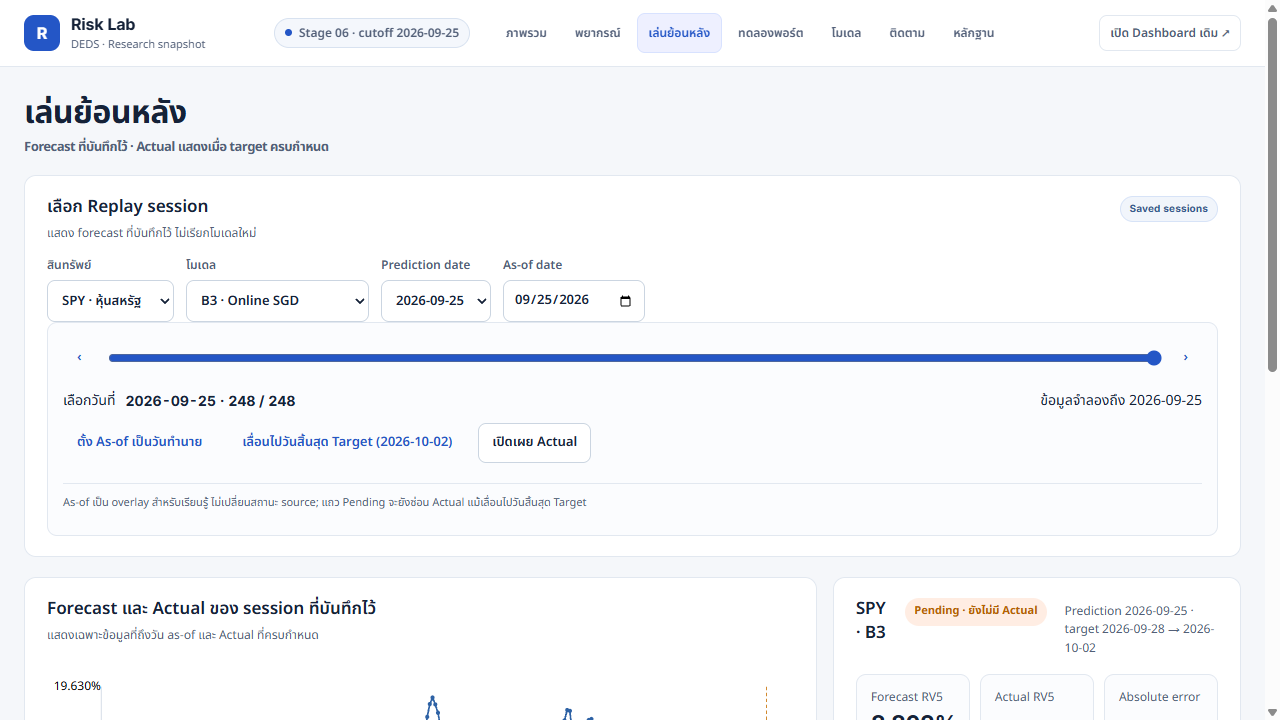 R
Risk Lab
DEDS · Research snapshot
Stage 06 · cutoff 2026-09-25
ภาพรวม
พยากรณ์
เล่นย้อนหลัง
ทดลองพอร์ต
โมเดล
ติดตาม
หลักฐาน
เปิด Dashboard เดิม ↗
เล่นย้อนหลัง
Forecast ที่บันทึกไว้ · Actual แสดงเมื่อ target ครบกำหนด
เลือก Replay session
แสดง forecast ที่บันทึกไว้ ไม่เรียกโมเดลใหม่
Saved sessions
สินทรัพย์
โมเดล
Prediction date
As-of date
SPY · หุ้นสหรัฐ
B3 · Online SGD
2026-09-25
09/25/2026
‹
›
เลือกวันที่ 2026-09-25 · 248 / 248
ข้อมูลจำลองถึง 2026-09-25
ตั้ง As-of เป็นวันทำนาย
เลื่อนไปวันสิ้นสุด Target (2026-10-02)
เปิดเผย Actual
As-of เป็น overlay สำหรับเรียนรู้ ไม่เปลี่ยนสถานะ source; แถว Pending จะยังซ่อน Actual แม้เลื่อนไปวันสิ้นสุด Target
Forecast และ Actual ของ session ที่บันทึกไว้
แสดงเฉพาะข้อมูลที่ถึงวัน as-of และ Actual ที่ครบกำหนด
19.630%
SPY
· B3
Pending · ยังไม่มี Actual
Prediction 2026-09-25 ·
target 2026-09-28 → 2026-
10-02
Forecast RV5
Actual RV5
Absolute error